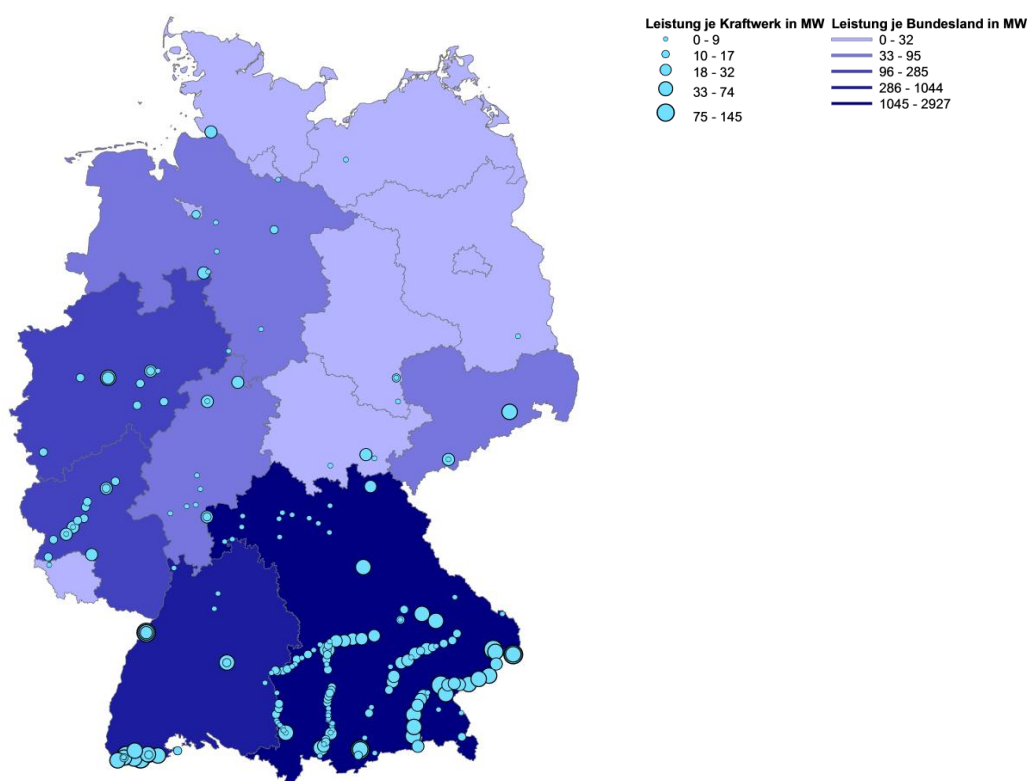 Leistung je Kraftwerk in MW
0 - 9
10 - 17
18 - 32
33 - 74
75 - 145
Leistung je Bundesland in MW
0 - 32
33 - 95
96 - 285
286 - 1044
1045 - 2927